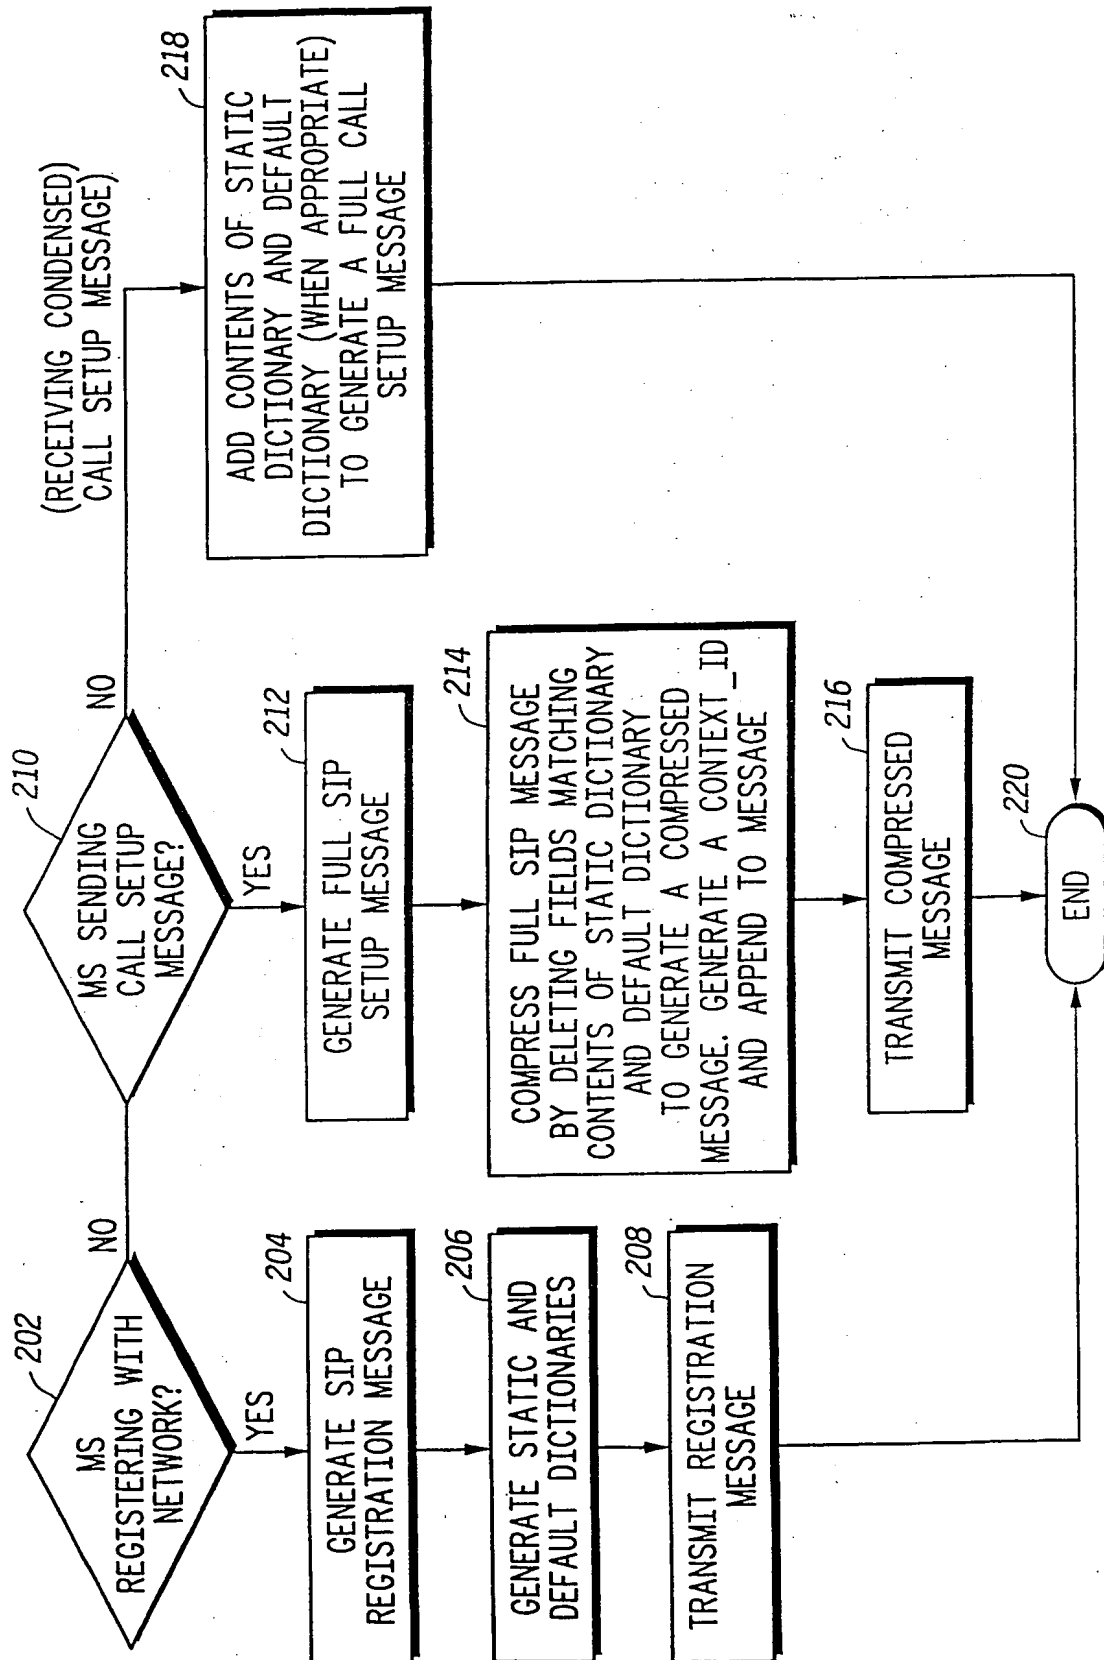 202
MS
REGISTERING WITH
NETWORK?
NO
YES
204
GENERATE SIP
REGISTRATION MESSAGE
206
GENERATE STATIC AND
DEFAULT DICTIONARIES
208
TRANSMIT REGISTRATION
MESSAGE
210
MS SENDING
CALL SETUP
MESSAGE?
NO
YES
212
GENERATE FULL SIP
SETUP MESSAGE
214
COMPRESS FULL SIP MESSAGE
BY DELETING FIELDS MATCHING
CONTENTS OF STATIC DICTIONARY
AND DEFAULT DICTIONARY
TO GENERATE A COMPRESSED
MESSAGE. GENERATE A CONTEXT_ID
AND APPEND TO MESSAGE
216
TRANSMIT COMPRESSED
MESSAGE
(RECEIVING CONDENSED)
CALL SETUP MESSAGE)
218
ADD CONTENTS OF STATIC
DICTIONARY AND DEFAULT
DICTIONARY (WHEN APPROPRIATE)
TO GENERATE A FULL CALL
SETUP MESSAGE
220
END